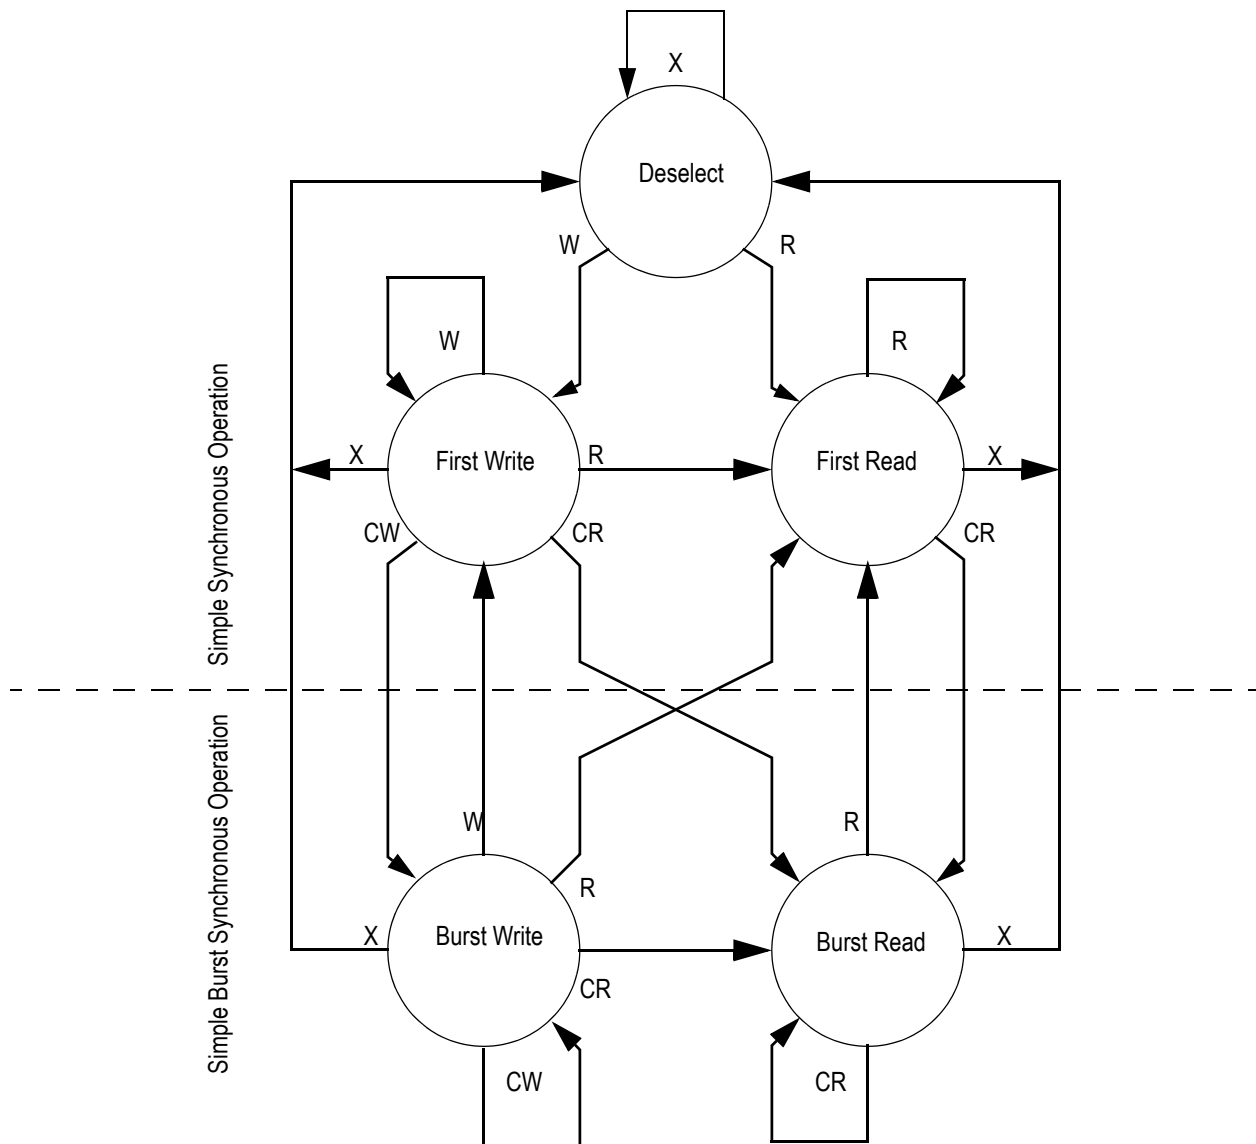 X
Deselect
W
R
W
R
Simple Synchronous Operation
X
First Write
R
First Read
X
CW
CR
CR
Simple Burst Synchronous Operation
W
R
R
X
Burst Write
Burst Read
X
CR
CW
CR